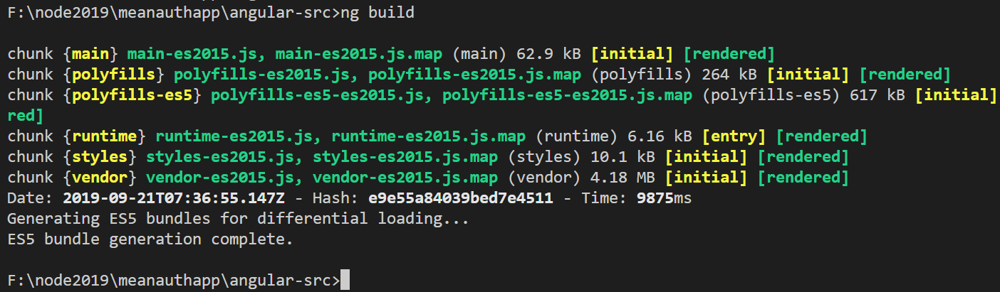 F:\node2019\meanauthapp\angular-src>ng build
chunk {main} main-es2015.js, main-es2015.js.map (main) 62.9 kB [initial] [rendered]
chunk {polyfills} polyfills-es2015.js, polyfills-es2015.js.map (polyfills) 264 kB [initial] [rendered]
chunk {polyfills-es5} polyfills-es5-es2015.js, polyfills-es5-es2015.js.map (polyfills-es5) 617 kB [initial]
red]
chunk {runtime} runtime-es2015.js, runtime-es2015.js.map (runtime) 6.16 kB [entry] [rendered]
chunk {styles} styles-es2015.js, styles-es2015.js.map (styles) 10.1 kB [initial] [rendered]
chunk {vendor} vendor-es2015.js, vendor-es2015.js.map (vendor) 4.18 MB [initial] [rendered]
Date: 2019-09-21T07:36:55.147Z - Hash: e9e55a84039bed7e4511 - Time: 9875ms
Generating ES5 bundles for differential loading...
ES5 bundle generation complete.
F:\node2019\meanauthapp\angular-src>